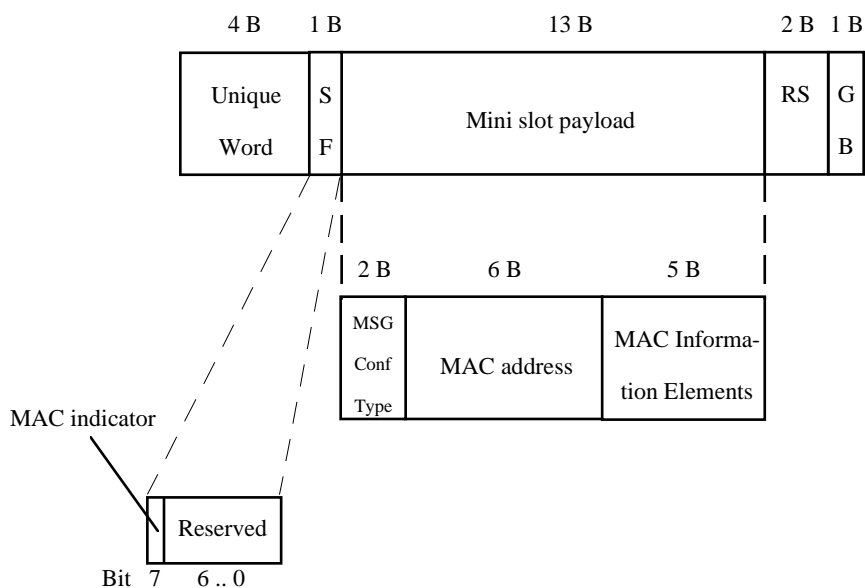 4 B 1 B 13 B 2 B 1 B
Unique
Word
S
F
Mini slot payload
RS
G
B
2 B 6 B 5 B
MSG
Conf
Type
MAC address
MAC Informa-
tion Elements
MAC indicator
Reserved
Bit 7 6 .. 0